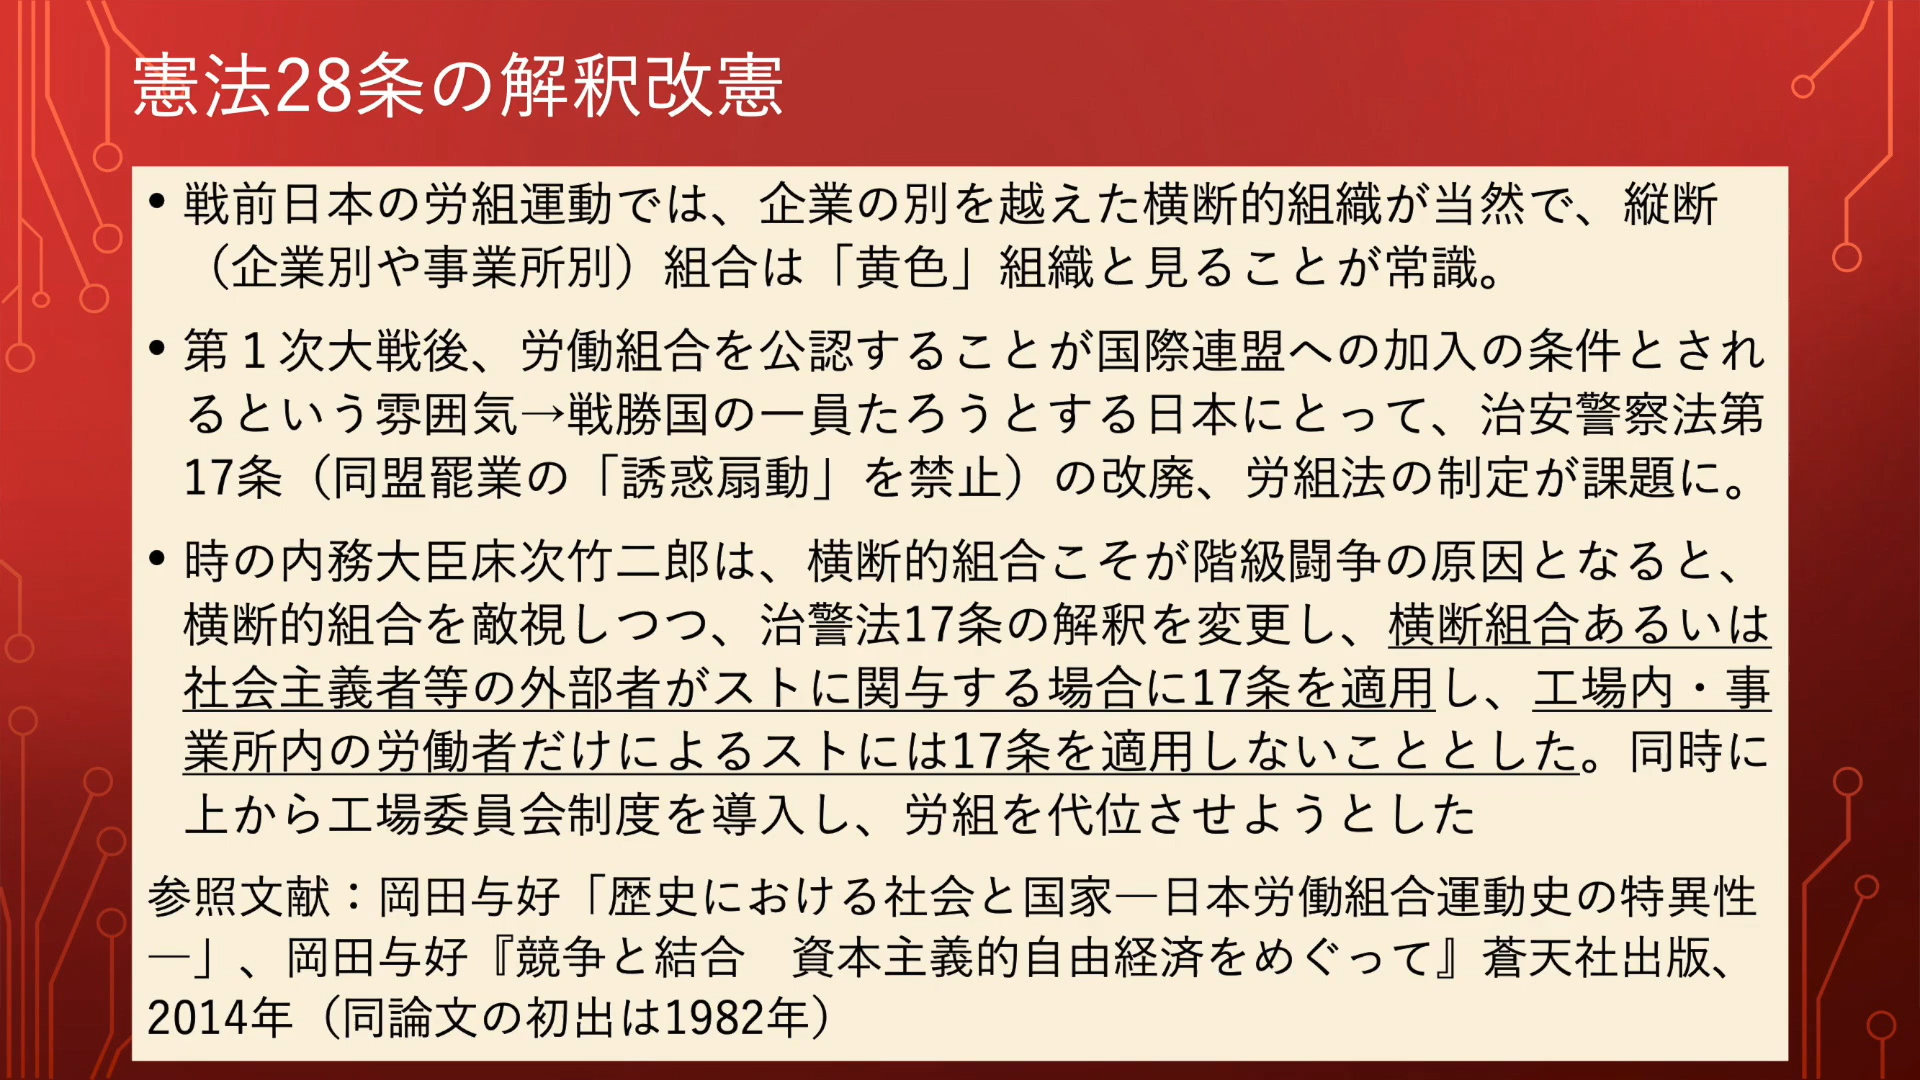 憲法28条の解釈改憲
• 戦前日本の労組運動では、企業の別を越えた横断的組織が当然で、縦断
（企業別や事業所別）組合は「黄色」組織と見ることが常識。
• 第１次大戦後、労働組合を公認することが国際連盟への加入の条件とされ
るという雰囲気→戦勝国の一員たろうとする日本にとって、治安警察法第
17条（同盟罷業の「誘惑扇動」を禁止）の改廃、労組法の制定が課題に。
• 時の内務大臣床次竹二郎は、横断的組合こそが階級闘争の原因となると、
横断的組合を敵視しつつ、治警法17条の解釈を変更し、横断組合あるいは
社会主義者等の外部者がストに関与する場合に17条を適用し、工場内・事
業所内の労働者だけによるストには17条を適用しないこととした。同時に
上から工場委員会制度を導入し、労組を代位させようとした
参照文献：岡田与好「歴史における社会と国家―日本労働組合運動史の特異性
―」、岡田与好『競争と結合　資本主義的自由経済をめぐって』蒼天社出版、
2014年（同論文の初出は1982年）